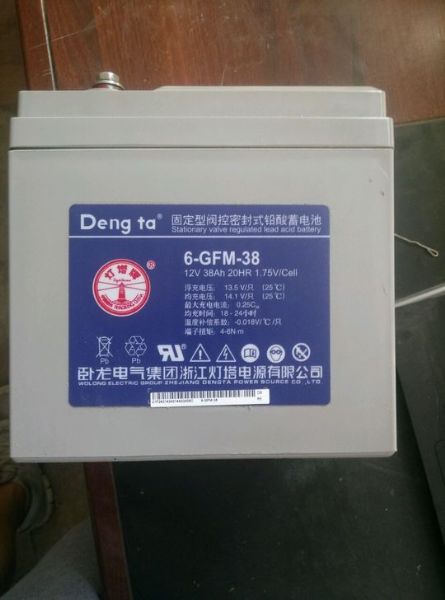 Deng ta® 固定型阀控密封式铅酸蓄电池
Stationary valve regulated lead acid battery
6-GFM-38
12V 38Ah 20HR 1.75V/Cell
浮充电压: 13.5 V/只 (25℃)
均充电压: 14.1 V/只 (25℃)
最大充电电流: 0.25C₁₀
均充时间: 18 - 24小时
温度补偿系数: -0.018V/℃/只
端子扭矩: 4-6N·m
灯塔牌
Pb Pb
卧龙电气集团浙江灯塔电源有限公司
WOLONG ELECTRIC GROUP ZHEJIANG DENGTA POWER SOURCE CO., LTD
6-GFM-38